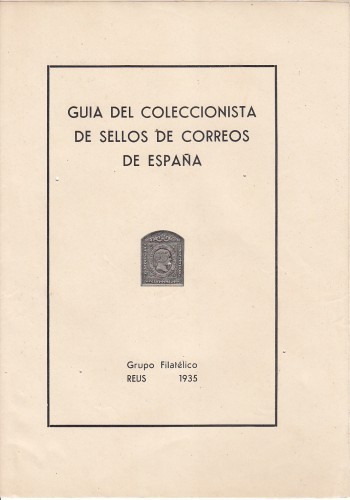 GUIA DEL COLECCIONISTA
DE SELLOS DE CORREOS
DE ESPAÑA
Grupo Filatélico
REUS 1935